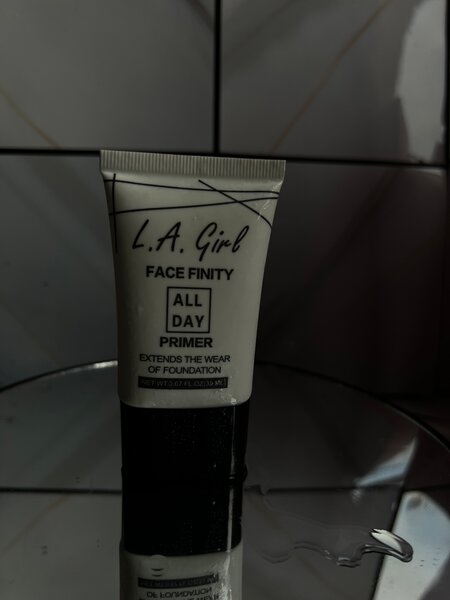 L.A. Girl
FACE FINITY
ALL
DAY
PRIMER
EXTENDS THE WEAR
OF FOUNDATION